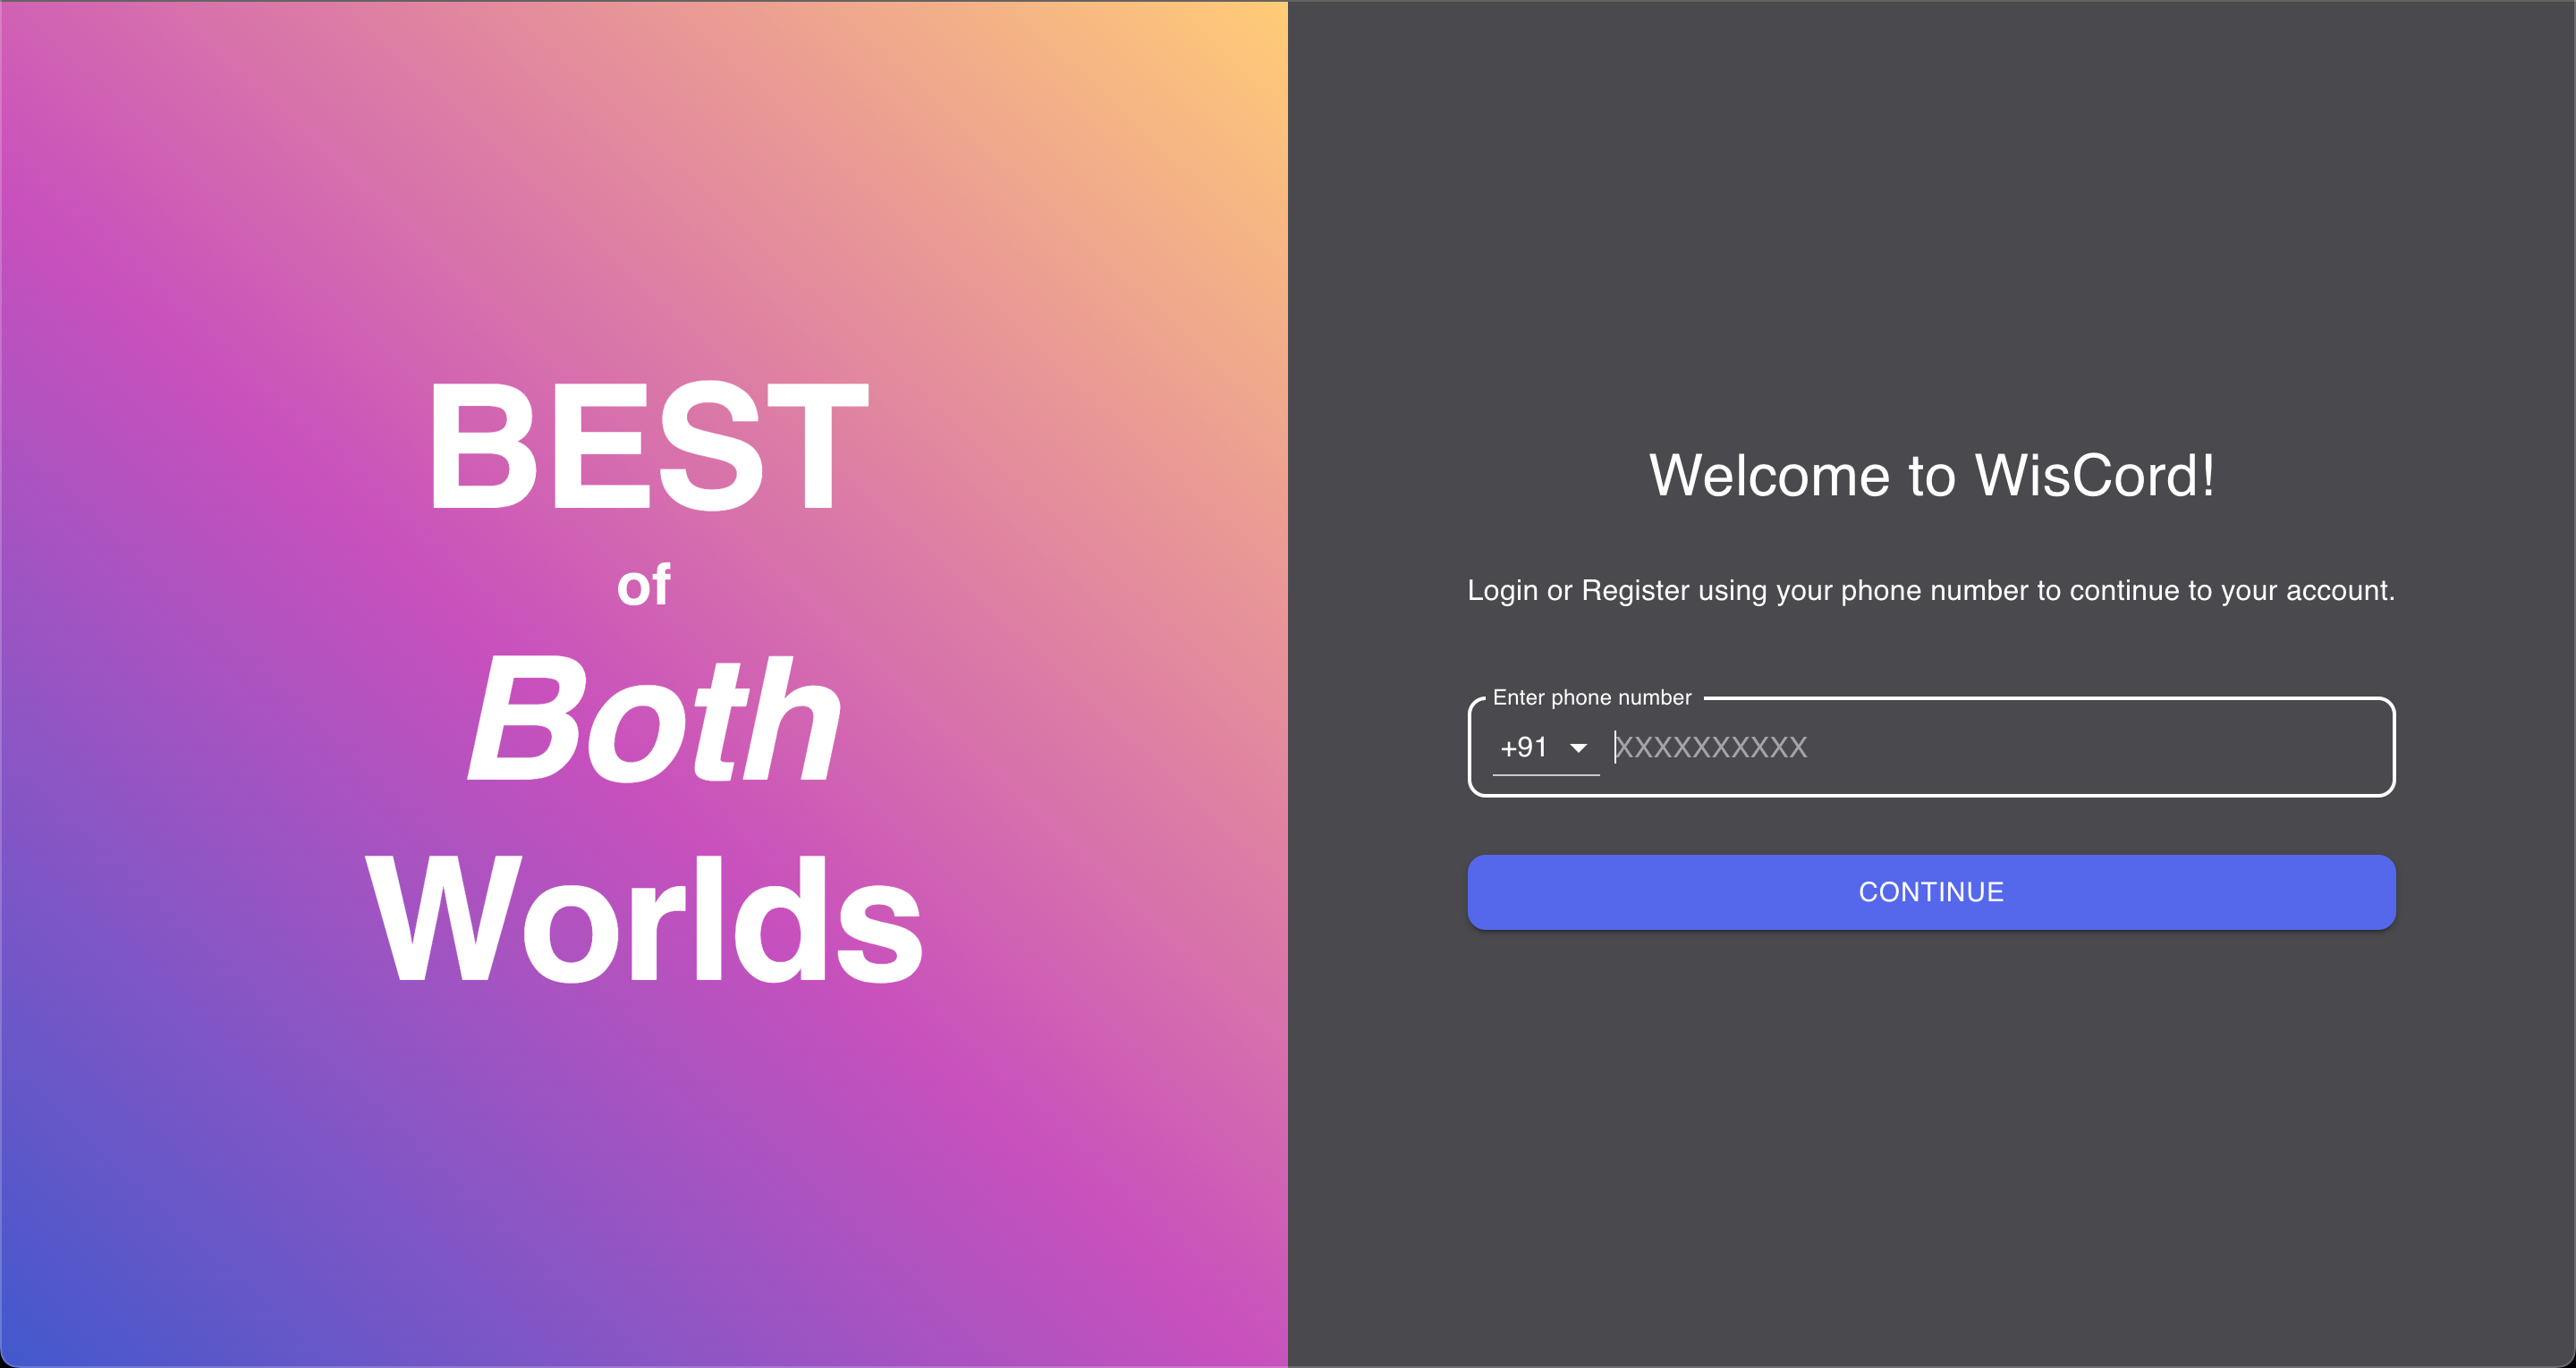 BEST
of
Both
Worlds
Welcome to WisCord!
Login or Register using your phone number to continue to your account.
Enter phone number
+91 XXXXXXXXXX
CONTINUE